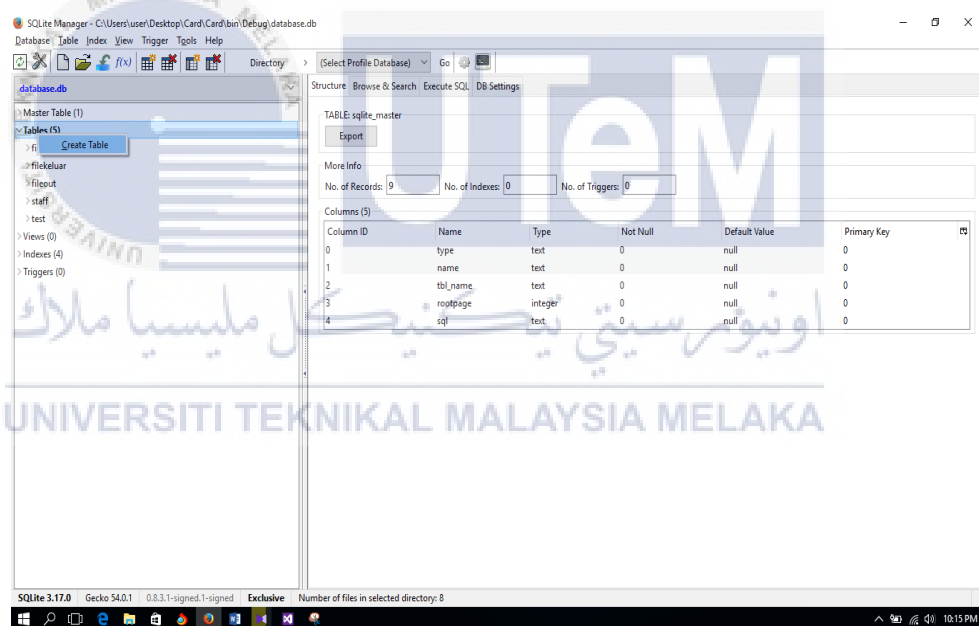 SQLite Manager - C:\Users\user\Desktop\Card\Card\bin\Debug\database.db
Database Table Index View Trigger Tools Help
f(x) Directory (Select Profile Database) Go
database.db
Structure Browse & Search Execute SQL DB Settings
Master Table (1)
TABLE: sqlite_master
Tables (5)
Export
Create Table
fi
filekeluar
More Info
fileout
No. of Records: 9 No. of Indexes: 0 No. of Triggers: 0
staff
test
Columns (5)
Views (0)
Column ID Name Type Not Null Default Value Primary Key
Indexes (4)
0 type text 0 null 0
Triggers (0)
1 name text 0 null 0
2 tbl_name text 0 null 0
3 rootpage integer 0 null 0
4 sql text 0 null 0
UTeM
اونيۏرسيتي تيكنيكل مليسيا ملاك
UNIVERSITI TEKNIKAL MALAYSIA MELAKA
SQLite 3.17.0 Gecko 54.0.1 0.8.3.1-signed.1-signed Exclusive Number of files in selected directory: 8
10:15 PM